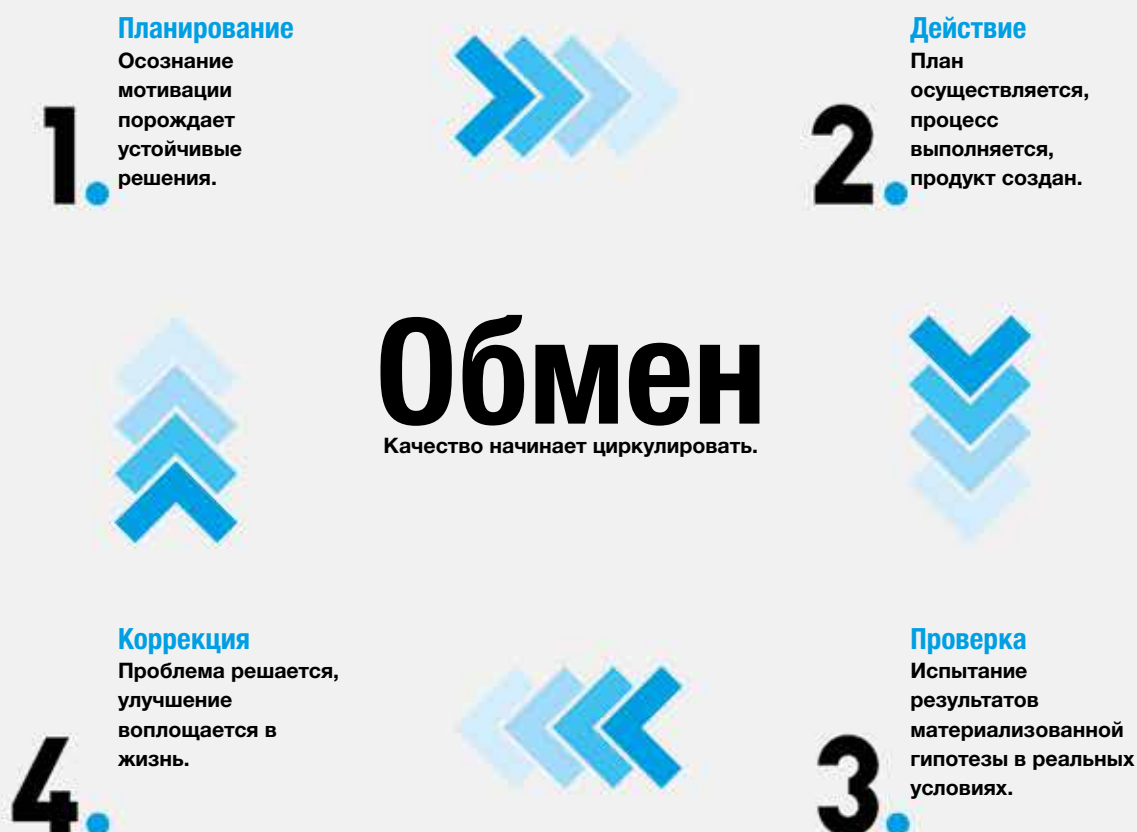 1.
Планирование
Осознание
мотивации
порождает
устойчивые
решения.
2.
Действие
План
осуществляется,
процесс
выполняется,
продукт создан.
Обмен
Качество начинает циркулировать.
4.
Коррекция
Проблема решается,
улучшение
воплощается в
жизнь.
3.
Проверка
Испытание
результатов
материализованной
гипотезы в реальных
условиях.